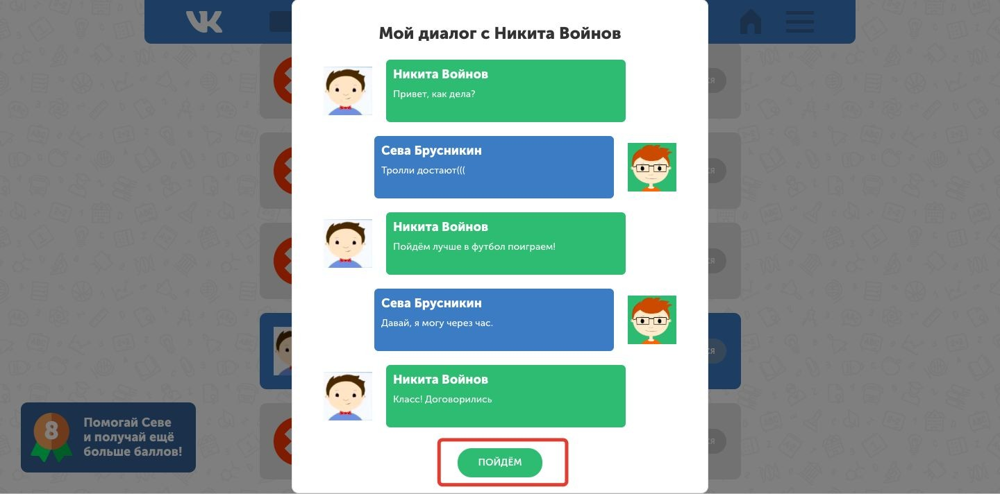 Мой диалог с Никита Войнов
Никита Войнов
Привет, как дела?
Сева Брусникин
Тролли достают(((
Никита Войнов
Пойдём лучше в футбол поиграем!
Сева Брусникин
Давай, я могу через час.
Никита Войнов
Класс! Договорились
8
Помогай Севе
и получай ещё
больше баллов!
ПОЙДЁМ